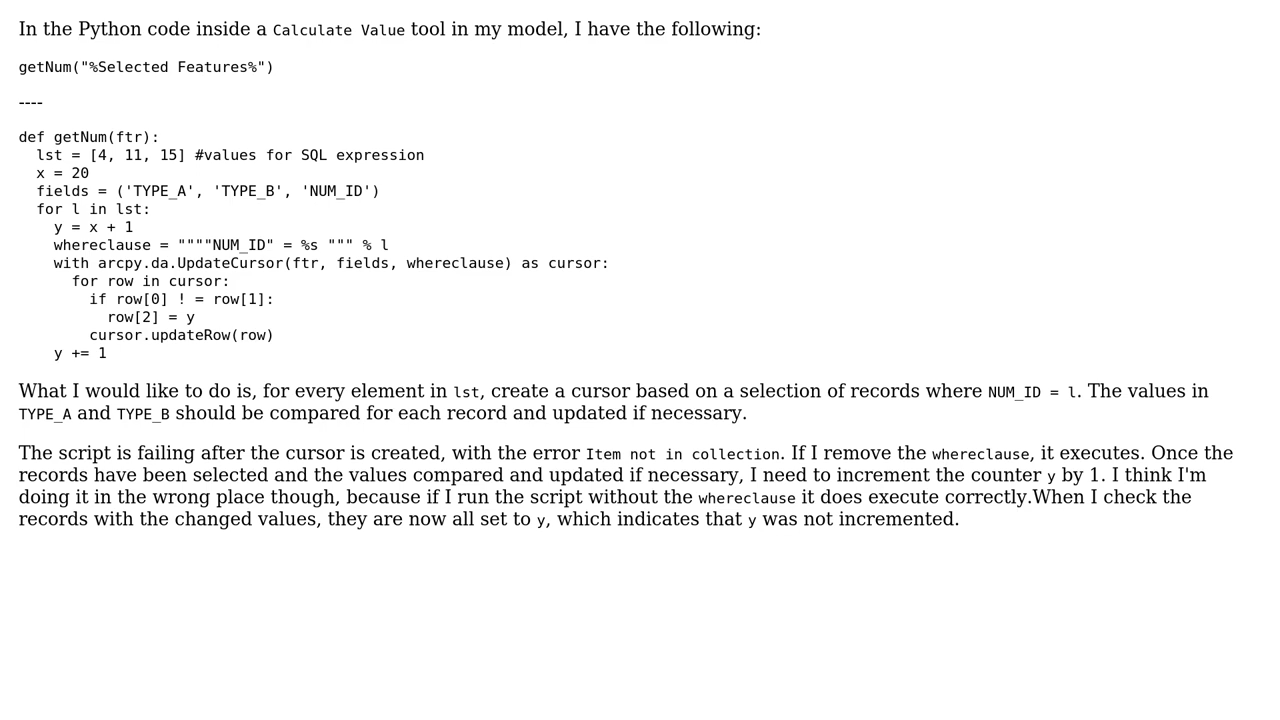 In the Python code inside a Calculate Value tool in my model, I have the following:
getNum("%Selected Features%")
----
def getNum(ftr):
  lst = [4, 11, 15] #values for SQL expression
  x = 20
  fields = ('TYPE_A', 'TYPE_B', 'NUM_ID')
  for l in lst:
    y = x + 1
    whereclause = """"NUM_ID" = %s """ % l
    with arcpy.da.UpdateCursor(ftr, fields, whereclause) as cursor:
      for row in cursor:
        if row[0] ! = row[1]:
          row[2] = y
        cursor.updateRow(row)
    y += 1
What I would like to do is, for every element in lst, create a cursor based on a selection of records where NUM_ID = l. The values in
TYPE_A and TYPE_B should be compared for each record and updated if necessary.
The script is failing after the cursor is created, with the error Item not in collection. If I remove the whereclause, it executes. Once the
records have been selected and the values compared and updated if necessary, I need to increment the counter y by 1. I think I'm
doing it in the wrong place though, because if I run the script without the whereclause it does execute correctly.When I check the
records with the changed values, they are now all set to y, which indicates that y was not incremented.